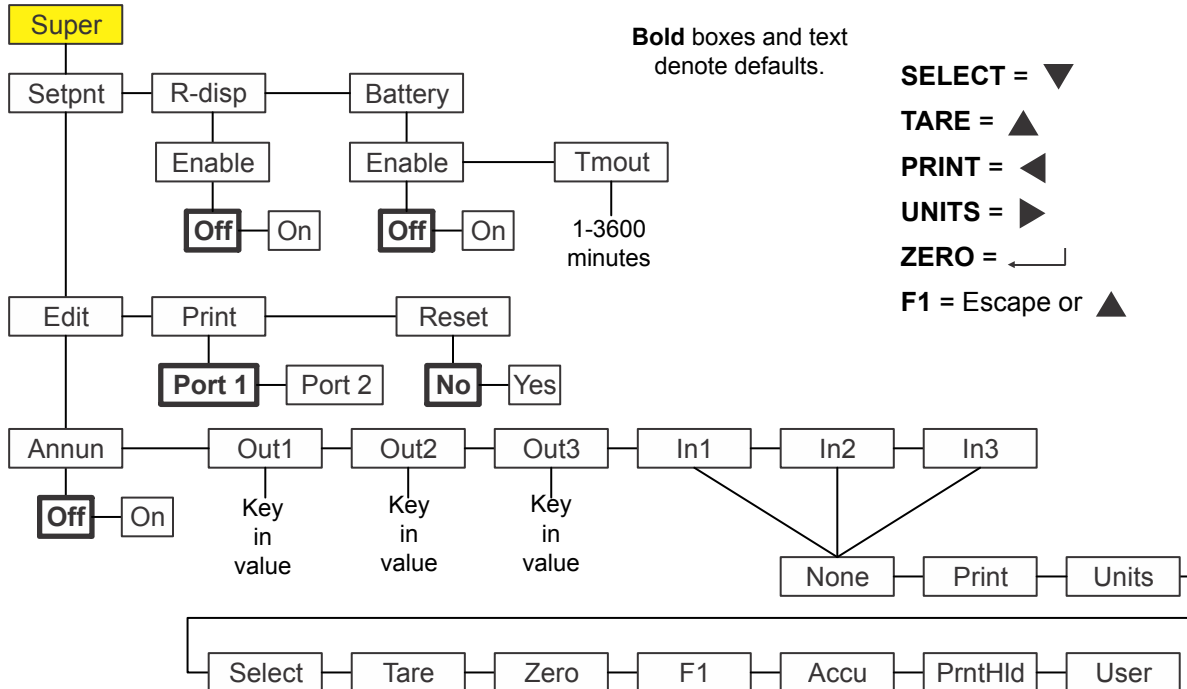 Super
Bold boxes and text
denote defaults.
SELECT =
TARE =
PRINT =
UNITS =
ZERO =
F1 = Escape or
Setpnt R-disp Battery
Enable Enable Tmout
Off On Off On 1-3600
minutes
Edit Print Reset
Port 1 Port 2 No Yes
Annun Out1 Out2 Out3 In1 In2 In3
Off On
Key
in
value
Key
in
value
Key
in
value
None Print Units
Select Tare Zero F1 Accu PrntHld User